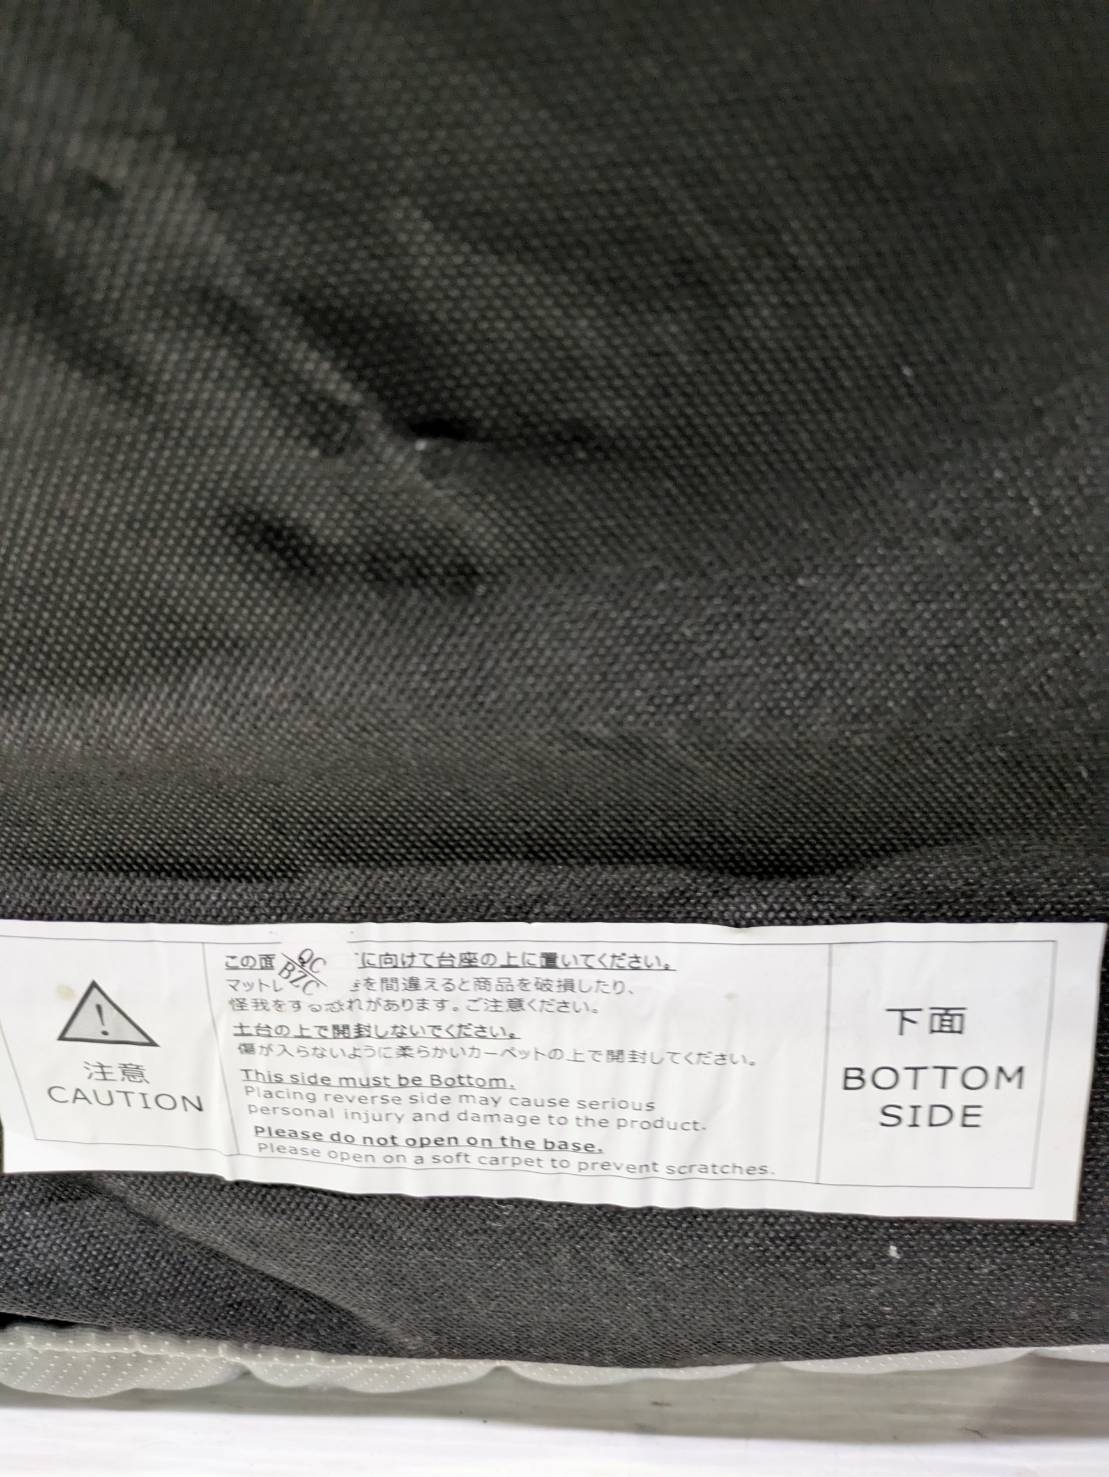 注意
CAUTION
この面 に向けて台座の上に置いてください。
QC
BZC
マットレ を間違えると商品を破損したり、
怪我をする恐れがあります。ご注意ください。
土台の上で開封しないでください。
傷が入らないように柔らかいカーペットの上で開封してください。
This side must be Bottom.
Placing reverse side may cause serious
personal injury and damage to the product.
Please do not open on the base.
Please open on a soft carpet to prevent scratches.
下面
BOTTOM
SIDE